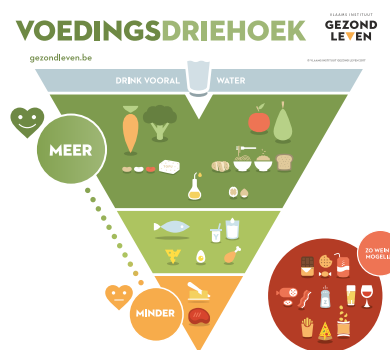 VOEDINGSDRIEHOEK
VLAAMS INSTITUUT
GEZOND
LEVEN
gezondleven.be
DRINK VOORAL WATER
MEER
MINDER
ZO WEINIG
MOGELIJK